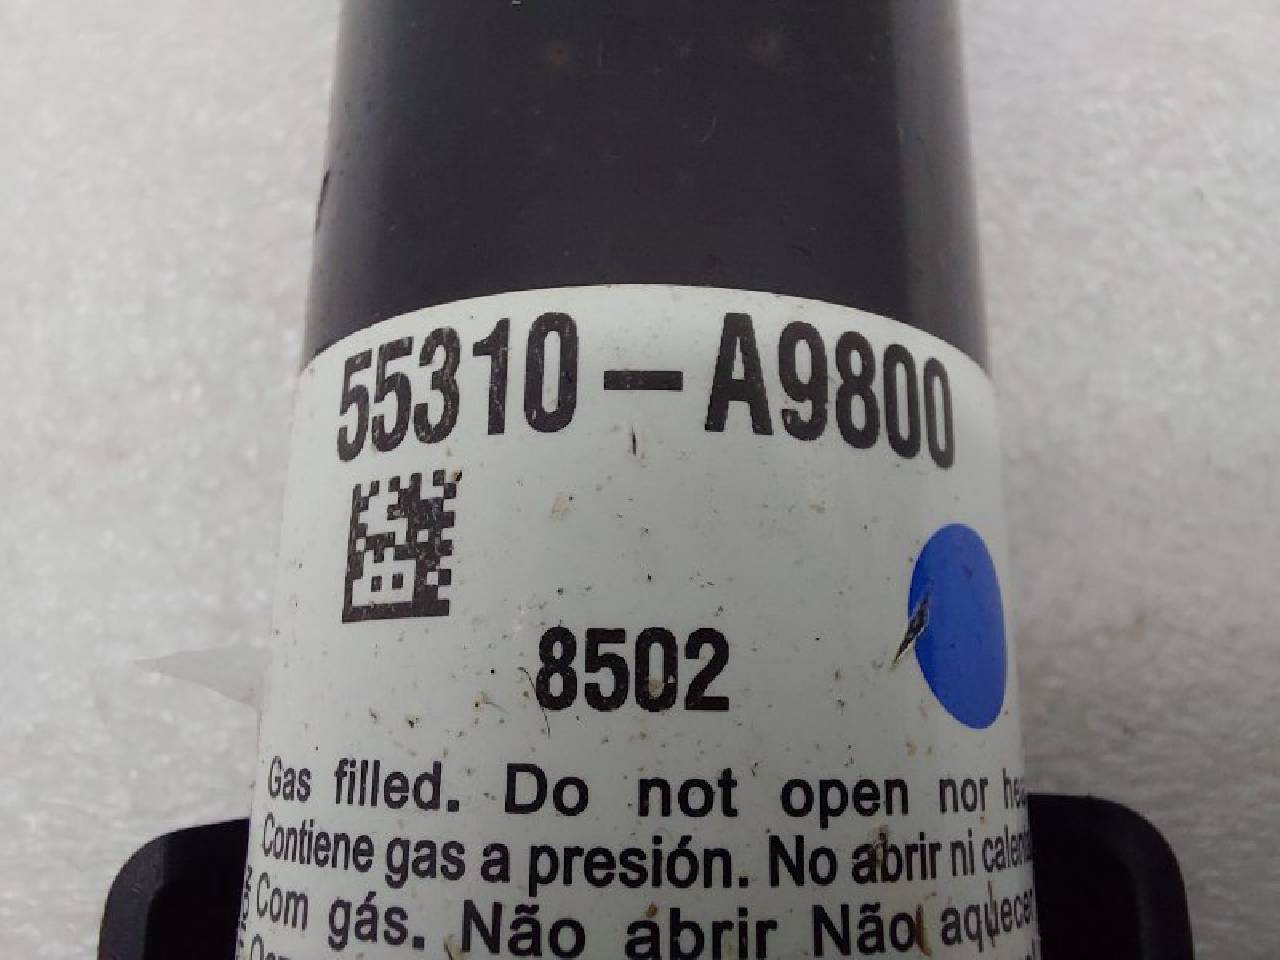 55310-A9800
8502
Gas filled. Do not open nor
Contiene gas a presión. No abrir ni
Com gás. Não abrir Não aquecer